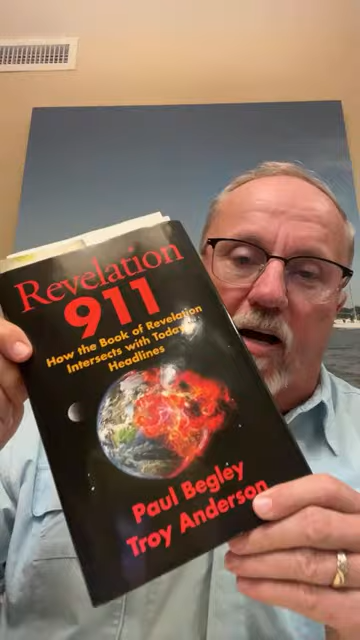 Revelation
911
How the Book of Revelation
Intersects with Today's
Headlines
Paul Begley
Troy Anderson